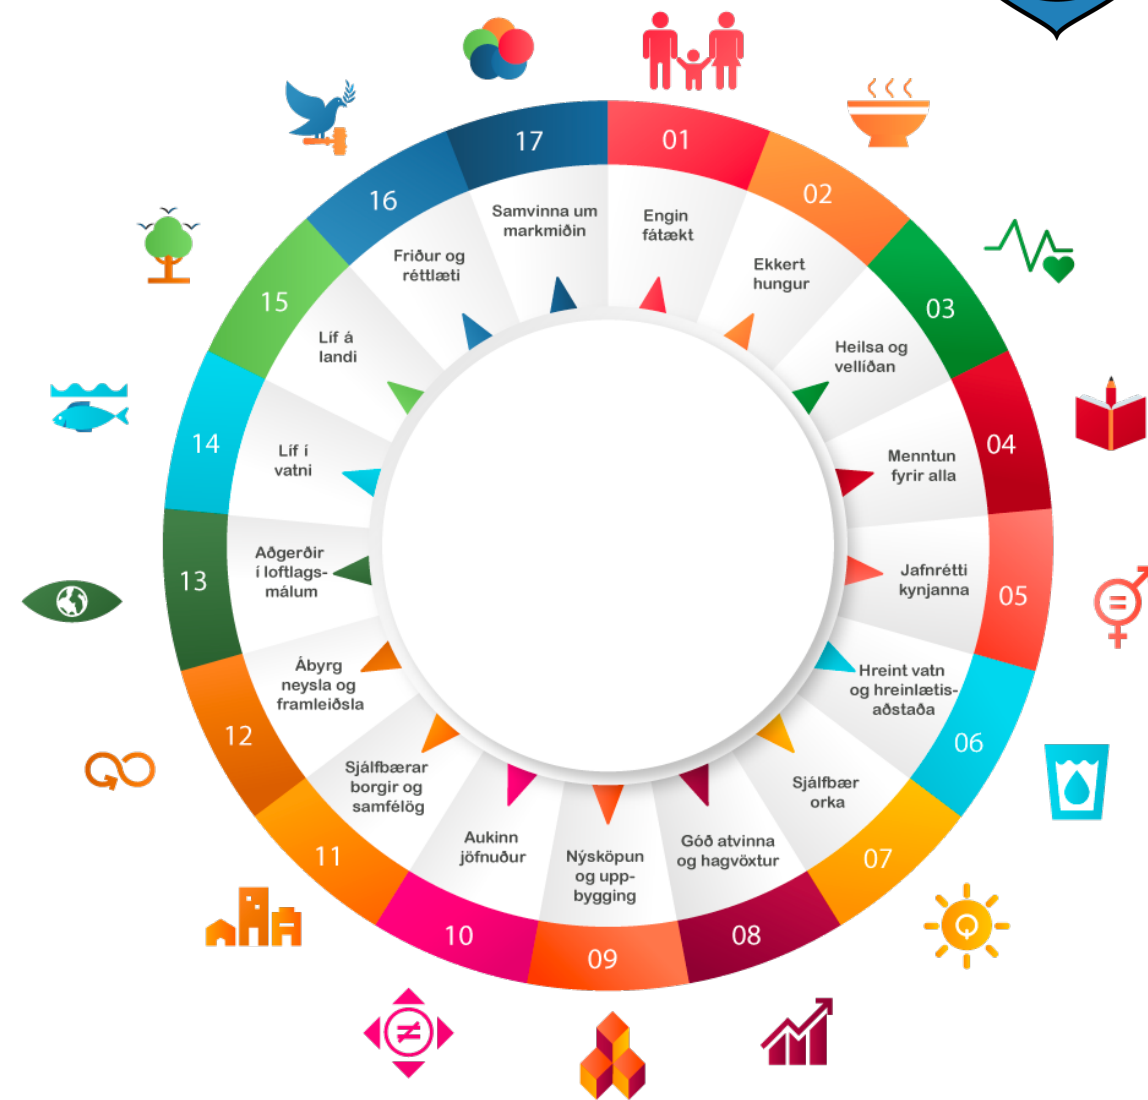 01
Engin
fátækt
02
Ekkert
hungur
03
Heilsa og
vellíðan
04
Menntun
fyrir alla
05
Jafnrétti
kynjanna
06
Hreint vatn
og hreinlætis-
aðstaða
07
Sjálfbær
orka
08
Góð atvinna
og hagvöxtur
09
Nýsköpun
og upp-
bygging
10
Aukinn
jöfnuður
11
Sjálfbærar
borgir og
samfélög
12
Ábyrg
neysla og
framleiðsla
13
Aðgerðir
í loftlags-
málum
14
Líf í
vatni
15
Líf á
landi
16
Friður og
réttlæti
17
Samvinna um
markmiðin